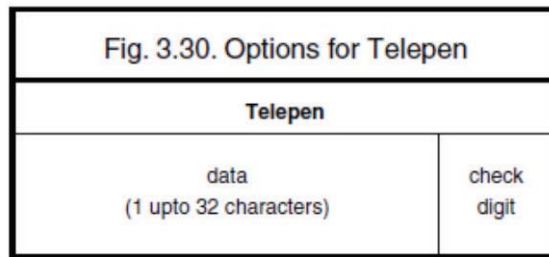 Fig. 3.30. Options for Telepen
Telepen
data
(1 upto 32 characters)
check
digit